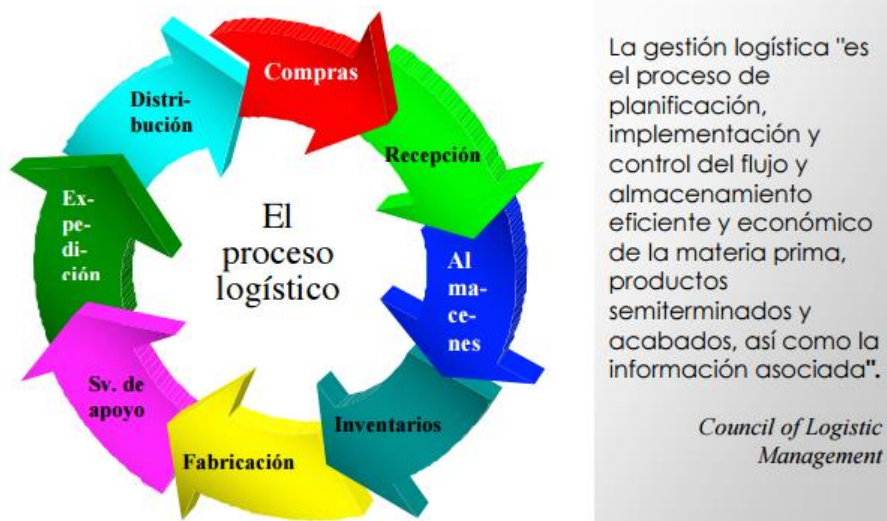 Compras
Recepción
Al
ma-
ce-
nes
Inventarios
Fabricación
Sv. de
apoyo
Ex-
pe-
di-
ción
Distri-
bución
El
proceso
logístico
La gestión logística "es
el proceso de
planificación,
implementación y
control del flujo y
almacenamiento
eficiente y económico
de la materia prima,
productos
semiterminados y
acabados, así como la
información asociada".
Council of Logistic
Management